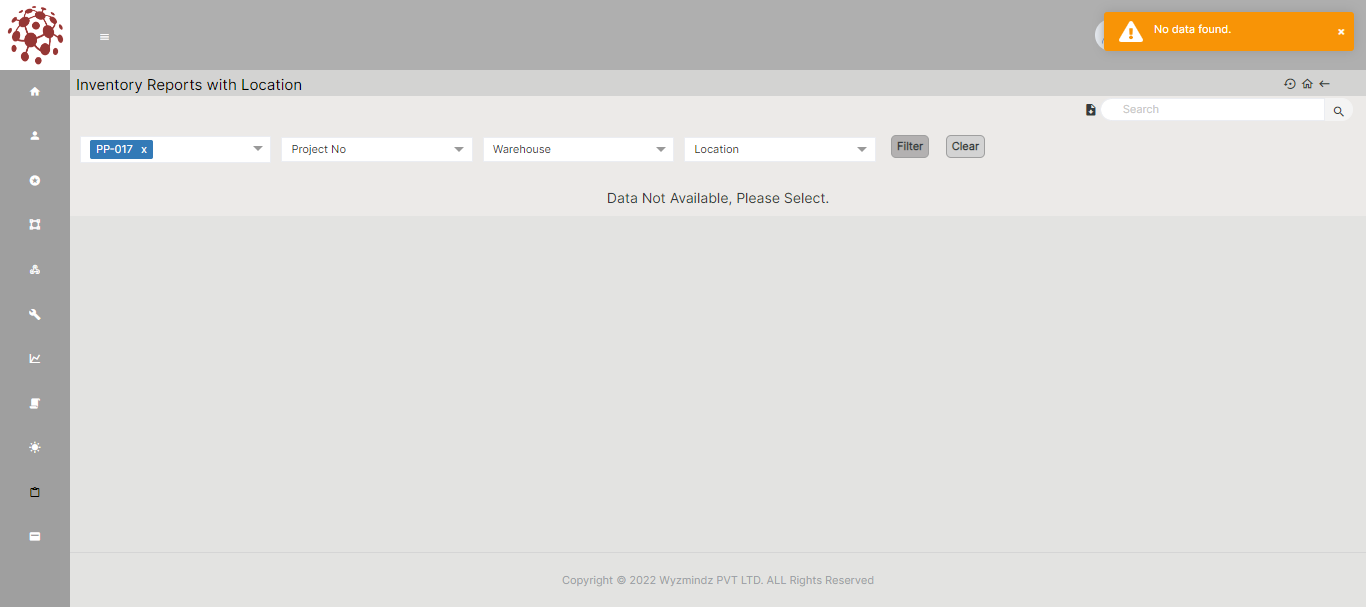 No data found.
×
Inventory Reports with Location
Search
PP-017 x
Project No
Warehouse
Location
Filter
Clear
Data Not Available, Please Select.
Copyright © 2022 Wyzmindz PVT LTD. ALL Rights Reserved